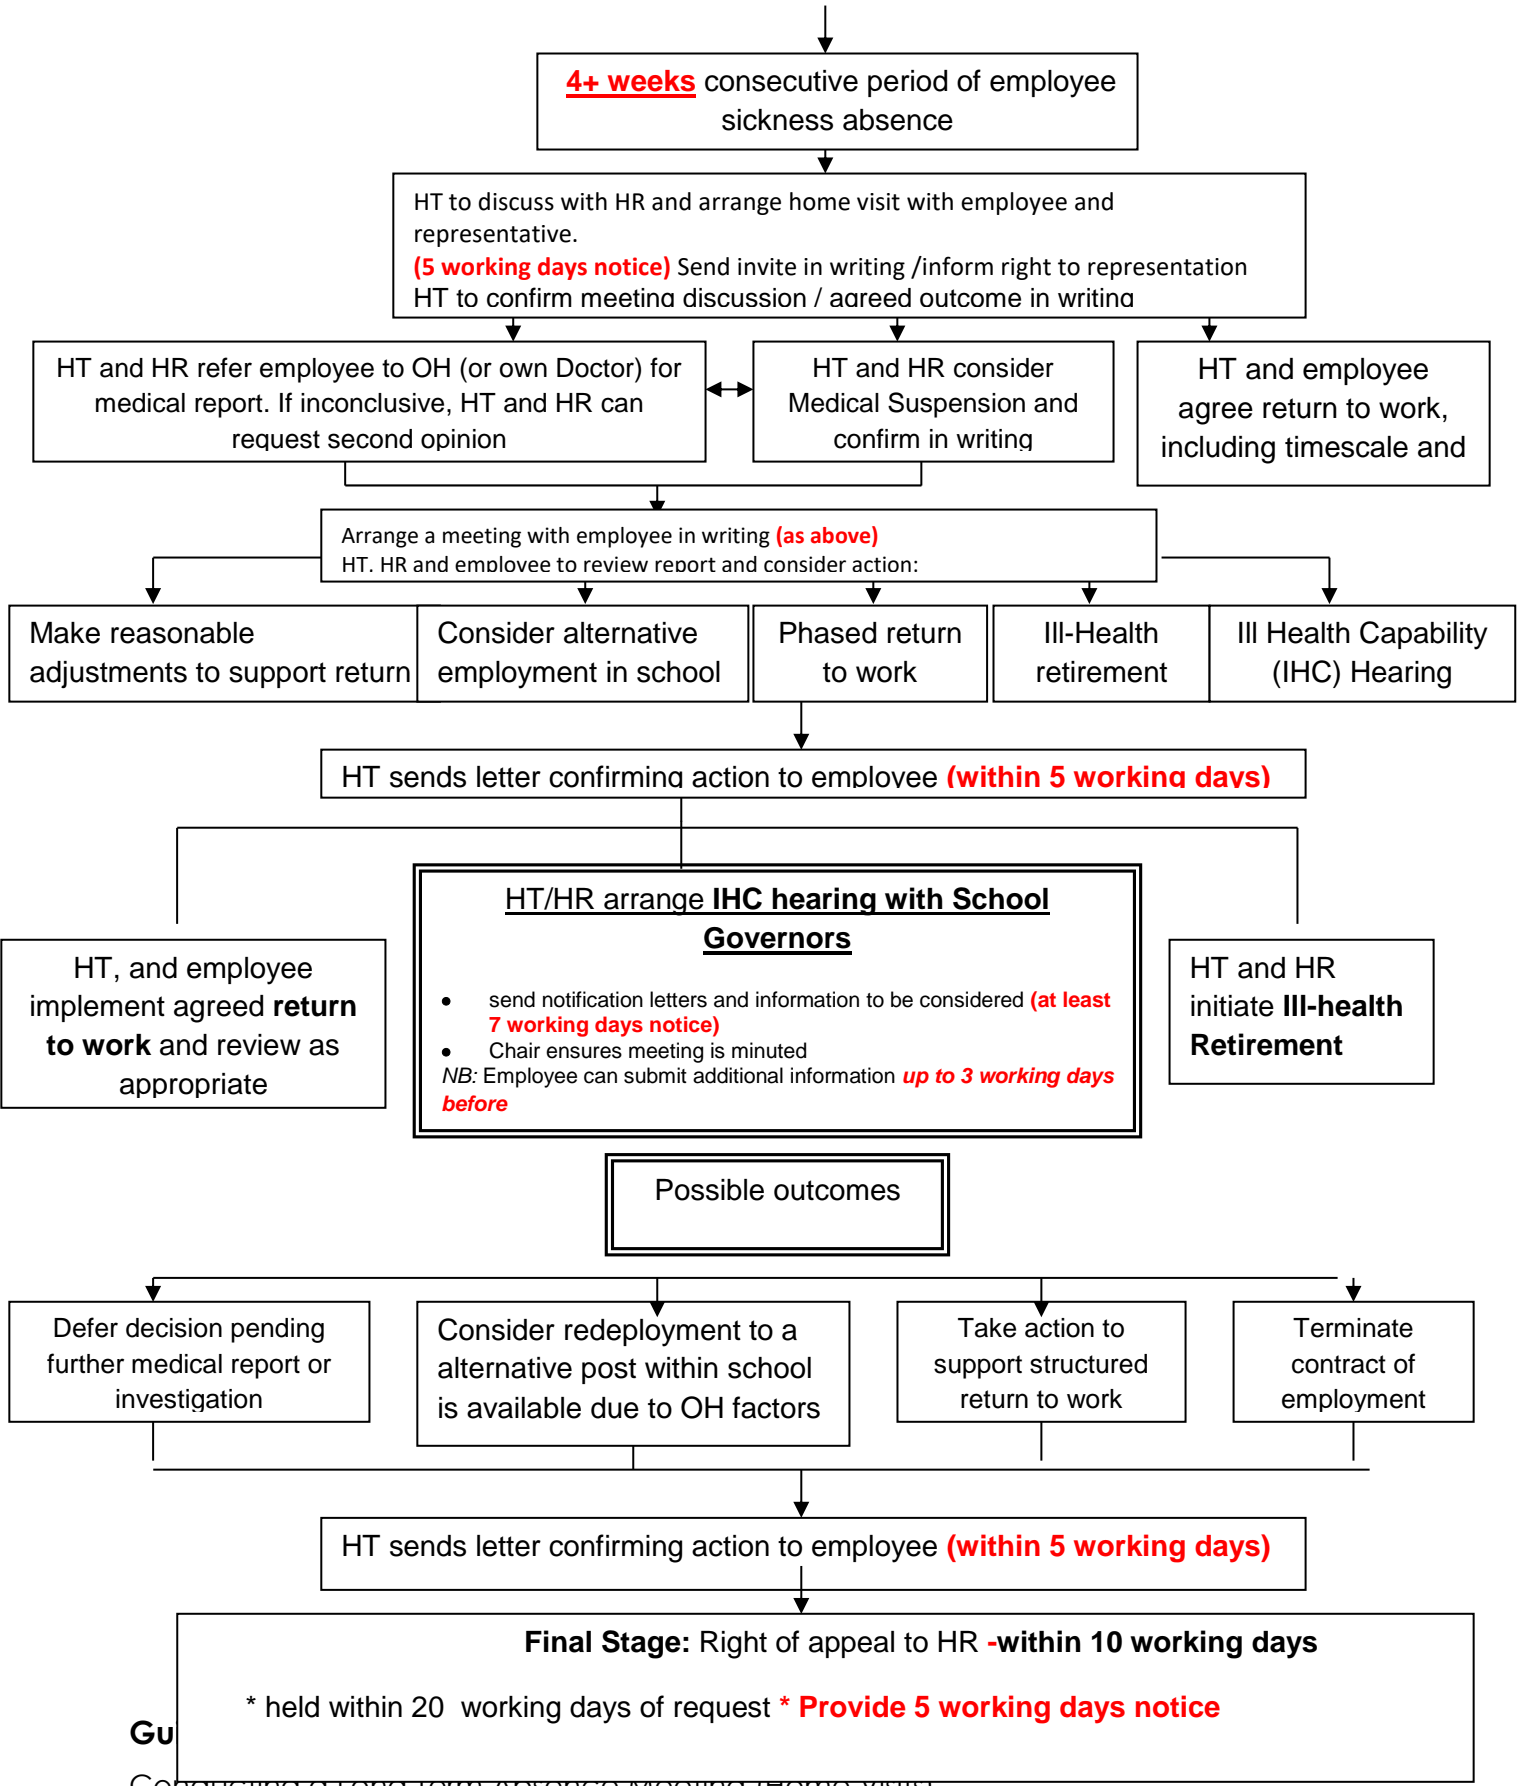 4+ weeks consecutive period of employee
sickness absence
HT to discuss with HR and arrange home visit with employee and
representative.
(5 working days notice) Send invite in writing /inform right to representation
HT to confirm meeting discussion / agreed outcome in writing
HT and HR refer employee to OH (or own Doctor) for
medical report. If inconclusive, HT and HR can
request second opinion
HT and HR consider
Medical Suspension and
confirm in writing
HT and employee
agree return to work,
including timescale and
Arrange a meeting with employee in writing (as above)
HT, HR and employee to review report and consider action:
Make reasonable
adjustments to support return
Consider alternative
employment in school
Phased return
to work
Ill-Health
retirement
Ill Health Capability
(IHC) Hearing
HT sends letter confirming action to employee (within 5 working days)
HT/HR arrange IHC hearing with School
Governors
● send notification letters and information to be considered (at least
7 working days notice)
● Chair ensures meeting is minuted
NB: Employee can submit additional information up to 3 working days
before
HT, and employee
implement agreed return
to work and review as
appropriate
HT and HR
initiate Ill-health
Retirement
Possible outcomes
Defer decision pending
further medical report or
investigation
Consider redeployment to a
alternative post within school
is available due to OH factors
Take action to
support structured
return to work
Terminate
contract of
employment
HT sends letter confirming action to employee (within 5 working days)
Final Stage: Right of appeal to HR -within 10 working days
* held within 20 working days of request * Provide 5 working days notice
Gu
Conducting a Long Term Absence Meeting (Home Visits)